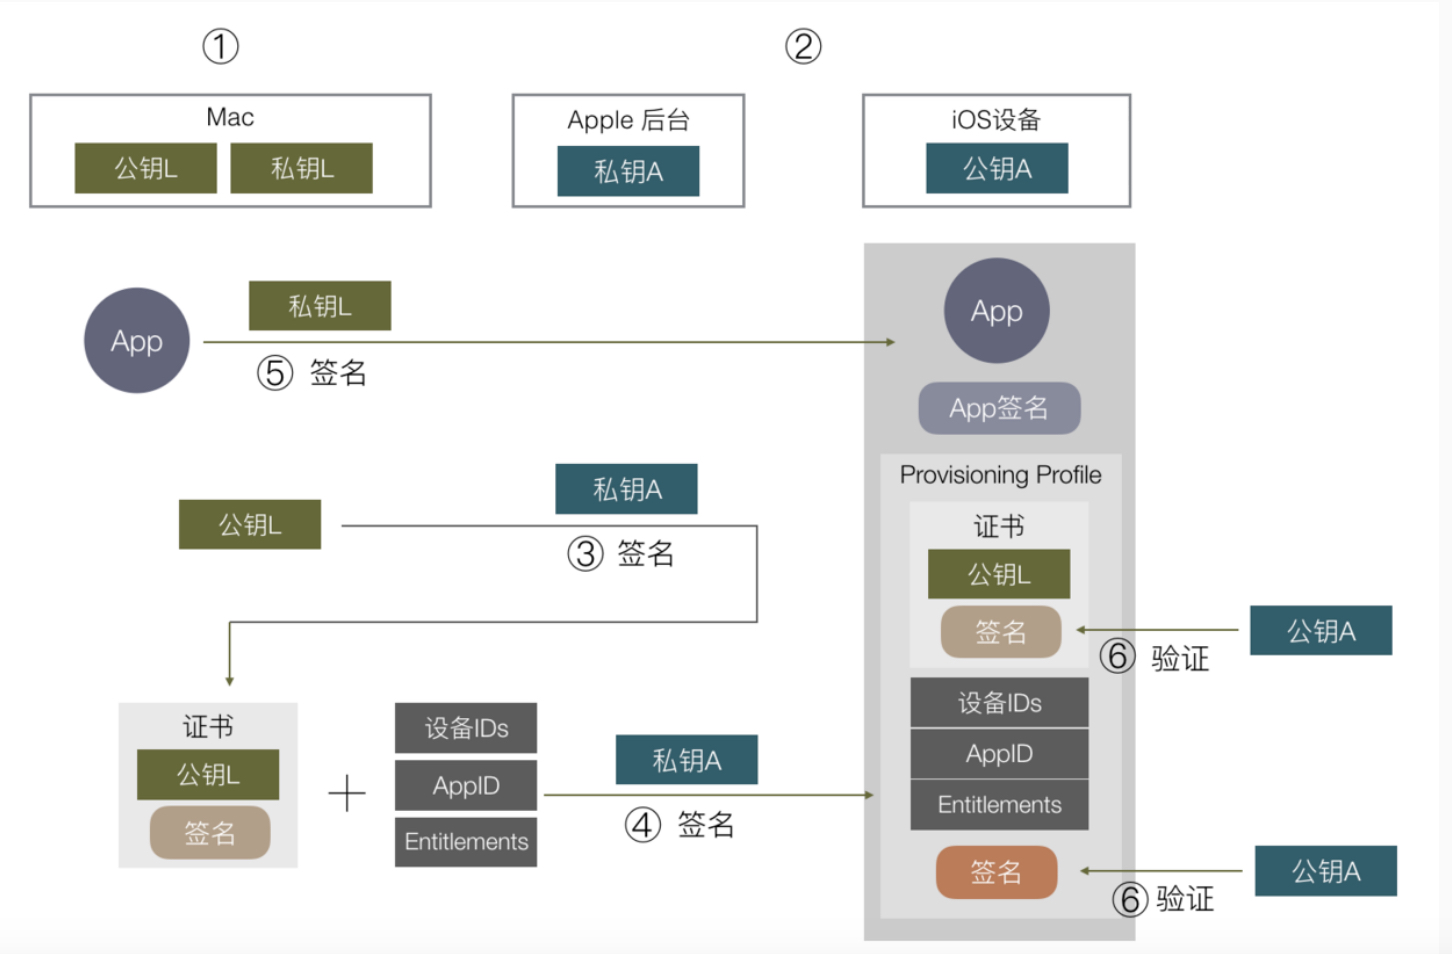 ①
②
Mac
公钥L
私钥L
Apple 后台
私钥A
iOS设备
公钥A
App
私钥L
⑤ 签名
App
App签名
公钥L
私钥A
③ 签名
Provisioning Profile
证书
公钥L
签名
⑥ 验证
公钥A
证书
公钥L
签名
+
设备IDs
AppID
Entitlements
私钥A
④ 签名
设备IDs
AppID
Entitlements
签名
⑥ 验证
公钥A